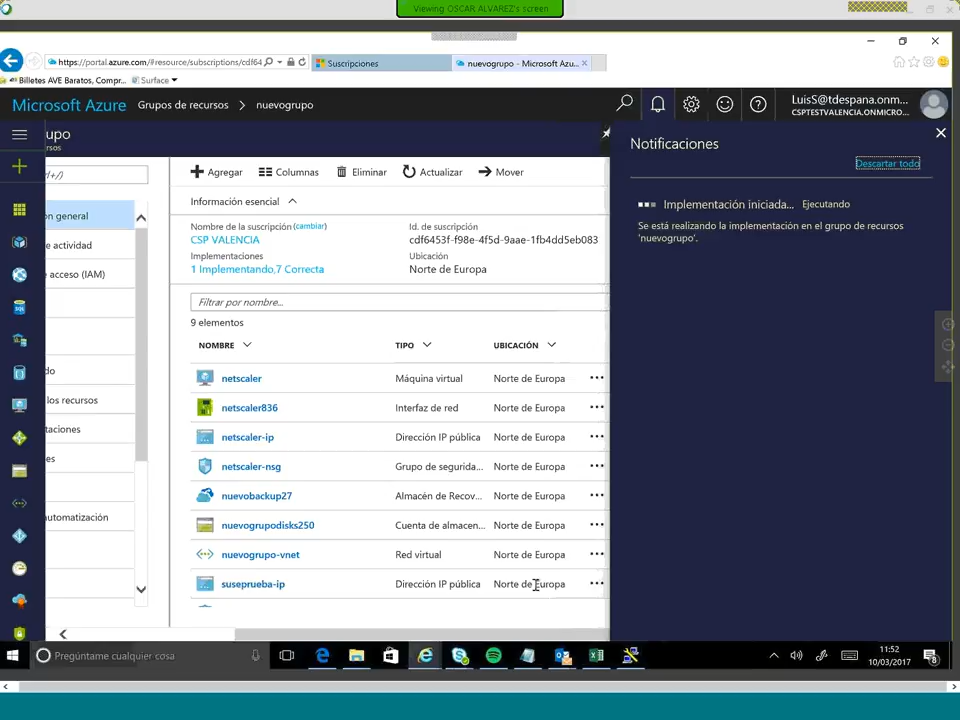 Viewing OSCAR ALVAREZ's screen
https://portal.azure.com/#resource/subscriptions/cdf64
Suscripciones
nuevogrupo - Microsoft Azu...
Billetes AVE Baratos, Compr...
Surface
Microsoft Azure
Grupos de recursos
nuevogrupo
LuisS@tdespana.onm...
CSPTESTVALENCIA.ONMICRO...
upo
rsos
Notificaciones
Descartar todo
rl+/)
Agregar
Columnas
Eliminar
Actualizar
Mover
Información esencial
ón general
e actividad
e acceso (IAM)
do
los recursos
taciones
es
utomatización
Nombre de la suscripción (cambiar)
CSP VALENCIA
Id. de suscripción
cdf6453f-f98e-4f5d-9aae-1fb4dd5eb083
Implementaciones
1 Implementando,7 Correcta
Ubicación
Norte de Europa
Implementación iniciada...
Ejecutando
Se está realizando la implementación en el grupo de recursos
'nuevogrupo'.
Filtrar por nombre...
9 elementos
NOMBRE
TIPO
UBICACIÓN
netscaler
Máquina virtual
Norte de Europa
netscaler836
Interfaz de red
Norte de Europa
netscaler-ip
Dirección IP pública
Norte de Europa
netscaler-nsg
Grupo de segurida...
Norte de Europa
nuevobackup27
Almacén de Recov...
Norte de Europa
nuevogrupodisks250
Cuenta de almacen...
Norte de Europa
nuevogrupo-vnet
Red virtual
Norte de Europa
suseprueba-ip
Dirección IP pública
Norte de Europa
Pregúntame cualquier cosa
11:52
10/03/2017
8